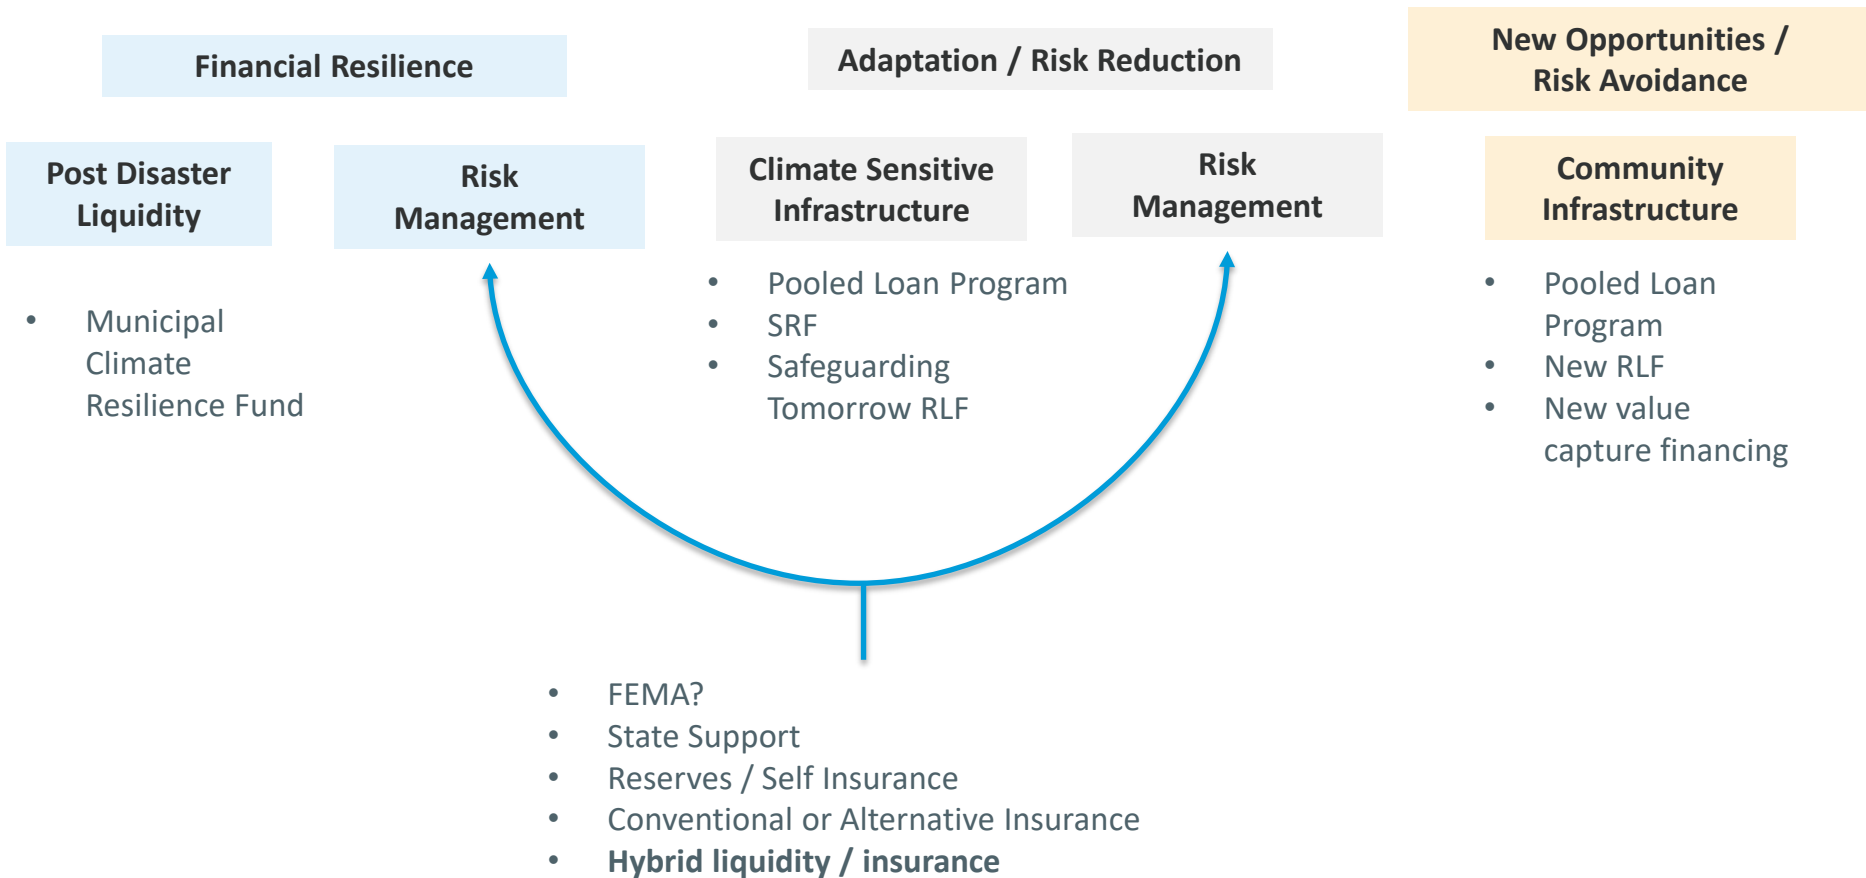 Financial Resilience
Adaptation / Risk Reduction
New Opportunities /
Risk Avoidance
Post Disaster
Liquidity
Risk
Management
Climate Sensitive
Infrastructure
Risk
Management
Community
Infrastructure
• Municipal
Climate
Resilience Fund
• Pooled Loan Program
• SRF
• Safeguarding
Tomorrow RLF
• Pooled Loan
Program
• New RLF
• New value
capture financing
• FEMA?
• State Support
• Reserves / Self Insurance
• Conventional or Alternative Insurance
• Hybrid liquidity / insurance